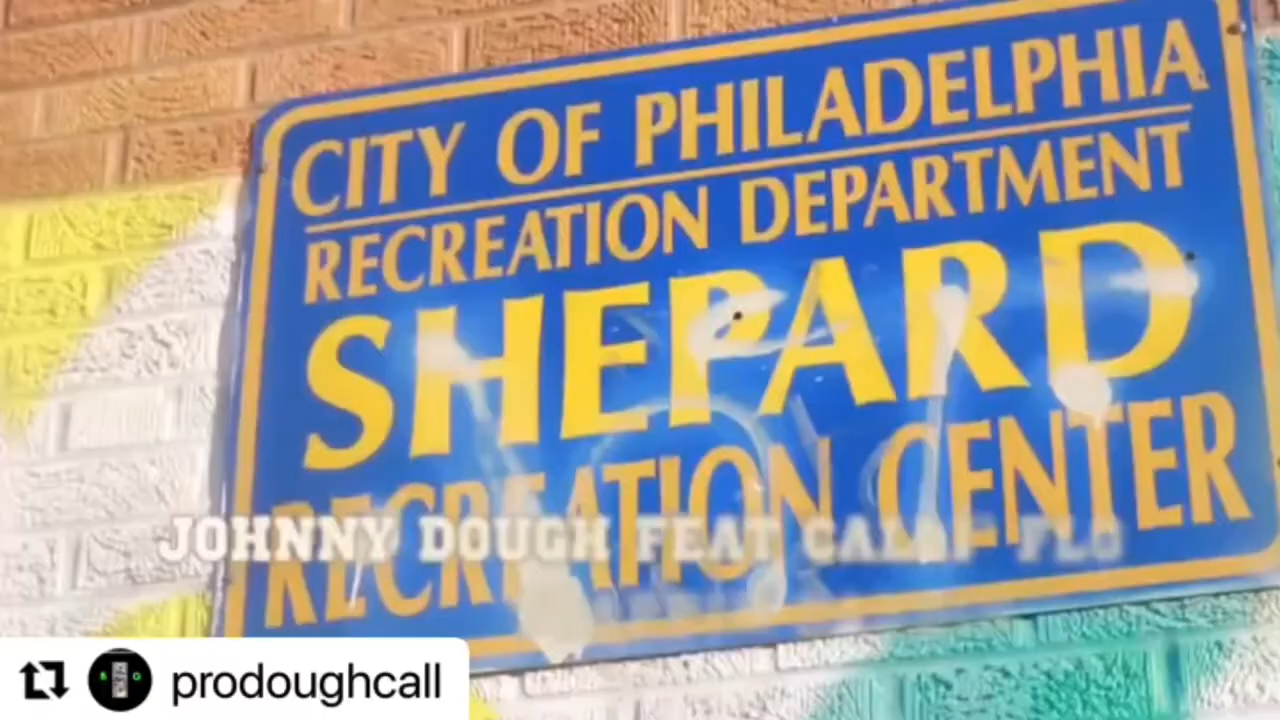 CITY OF PHILADELPHIA
RECREATION DEPARTMENT
SHEPARD
RECREATION CENTER
JOHNNY DOUGH FEAT
prodoughcall